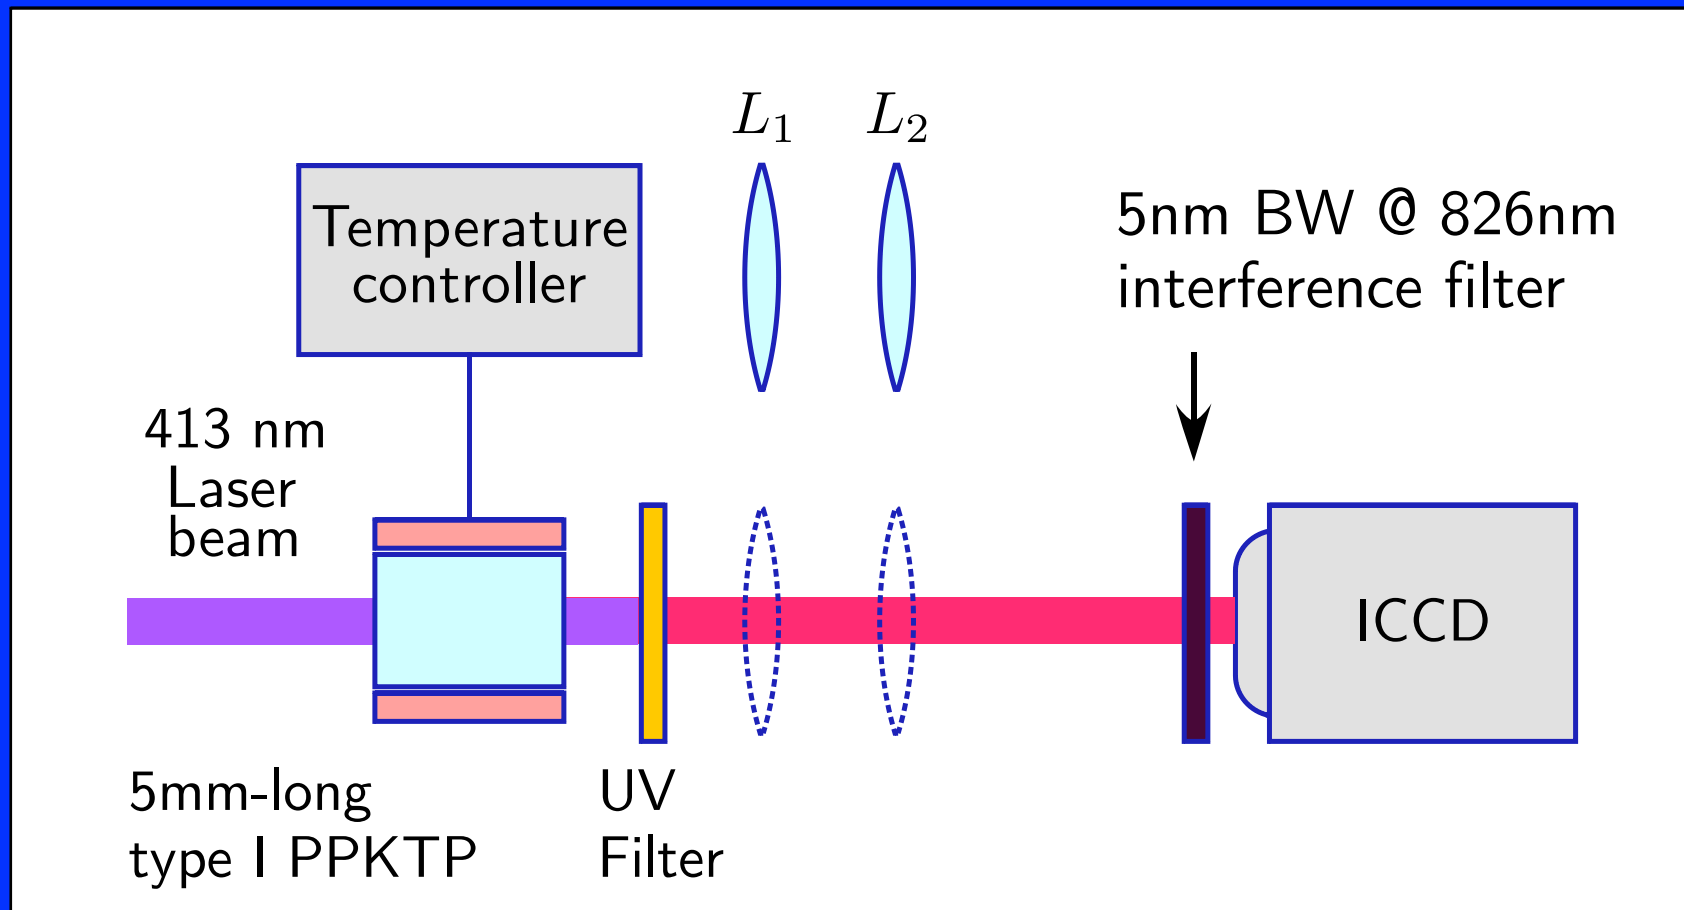 L₁
L₂
Temperature
controller
5nm BW @ 826nm
interference filter
413 nm
Laser
beam
ICCD
5mm-long
type I PPKTP
UV
Filter